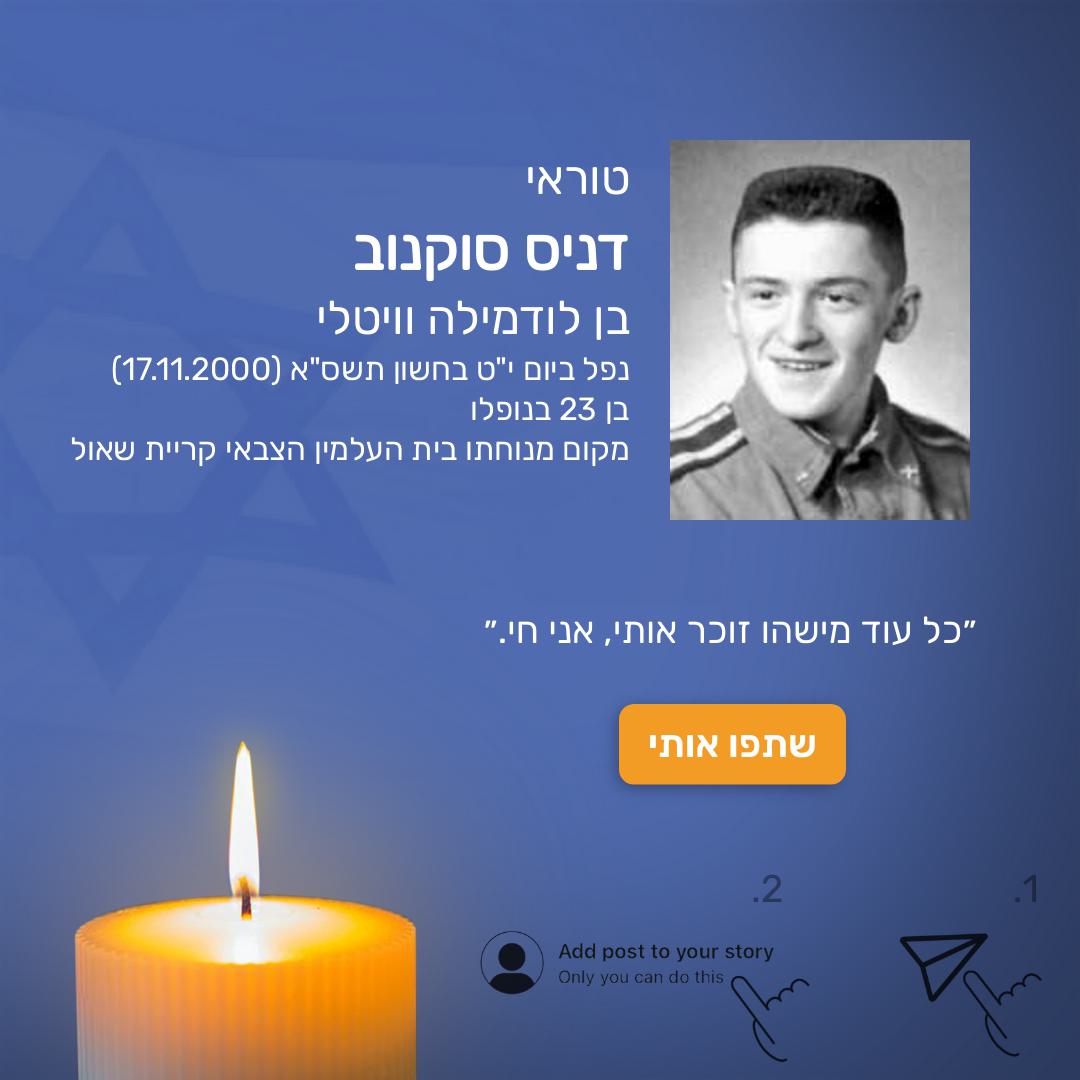 טוראי
דניס סוקנוב
בן לודמילה וויטלי
נפל ביום י"ט בחשון תשס"א (17.11.2000)
בן 23 בנופלו
מקום מנוחתו בית העלמין הצבאי קריית שאול
״כל עוד מישהו זוכר אותי, אני חי.״
שתפו אותי
1.
2.
Add post to your story
Only you can do this